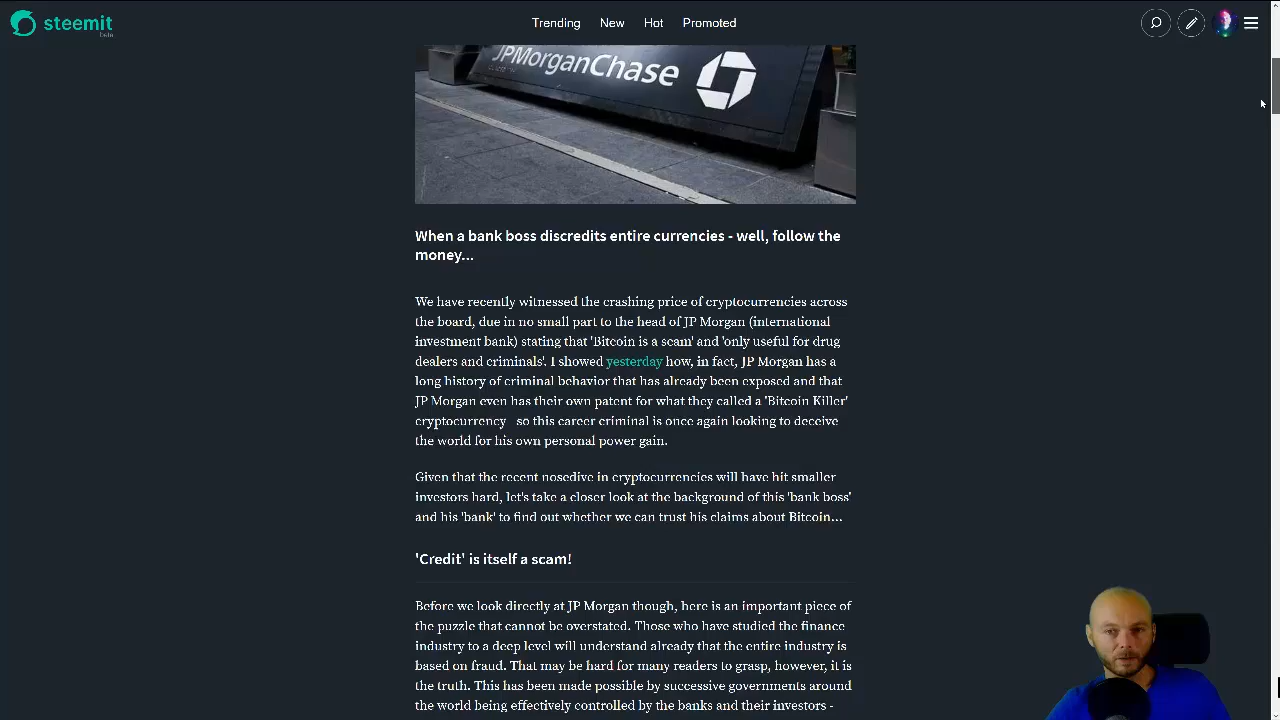 steemit
beta
Trending New Hot Promoted
JPMorganChase
When a bank boss discredits entire currencies - well, follow the
money...
We have recently witnessed the crashing price of cryptocurrencies across
the board, due in no small part to the head of JP Morgan (international
investment bank) stating that 'Bitcoin is a scam' and 'only useful for drug
dealers and criminals'. I showed yesterday how, in fact, JP Morgan has a
long history of criminal behavior that has already been exposed and that
JP Morgan even has their own patent for what they called a 'Bitcoin Killer'
cryptocurrency - so this career criminal is once again looking to deceive
the world for his own personal power gain.
Given that the recent nosedive in cryptocurrencies will have hit smaller
investors hard, let's take a closer look at the background of this 'bank boss'
and his 'bank' to find out whether we can trust his claims about Bitcoin...
'Credit' is itself a scam!
Before we look directly at JP Morgan though, here is an important piece of
the puzzle that cannot be overstated. Those who have studied the finance
industry to a deep level will understand already that the entire industry is
based on fraud. That may be hard for many readers to grasp, however, it is
the truth. This has been made possible by successive governments around
the world being effectively controlled by the banks and their investors -